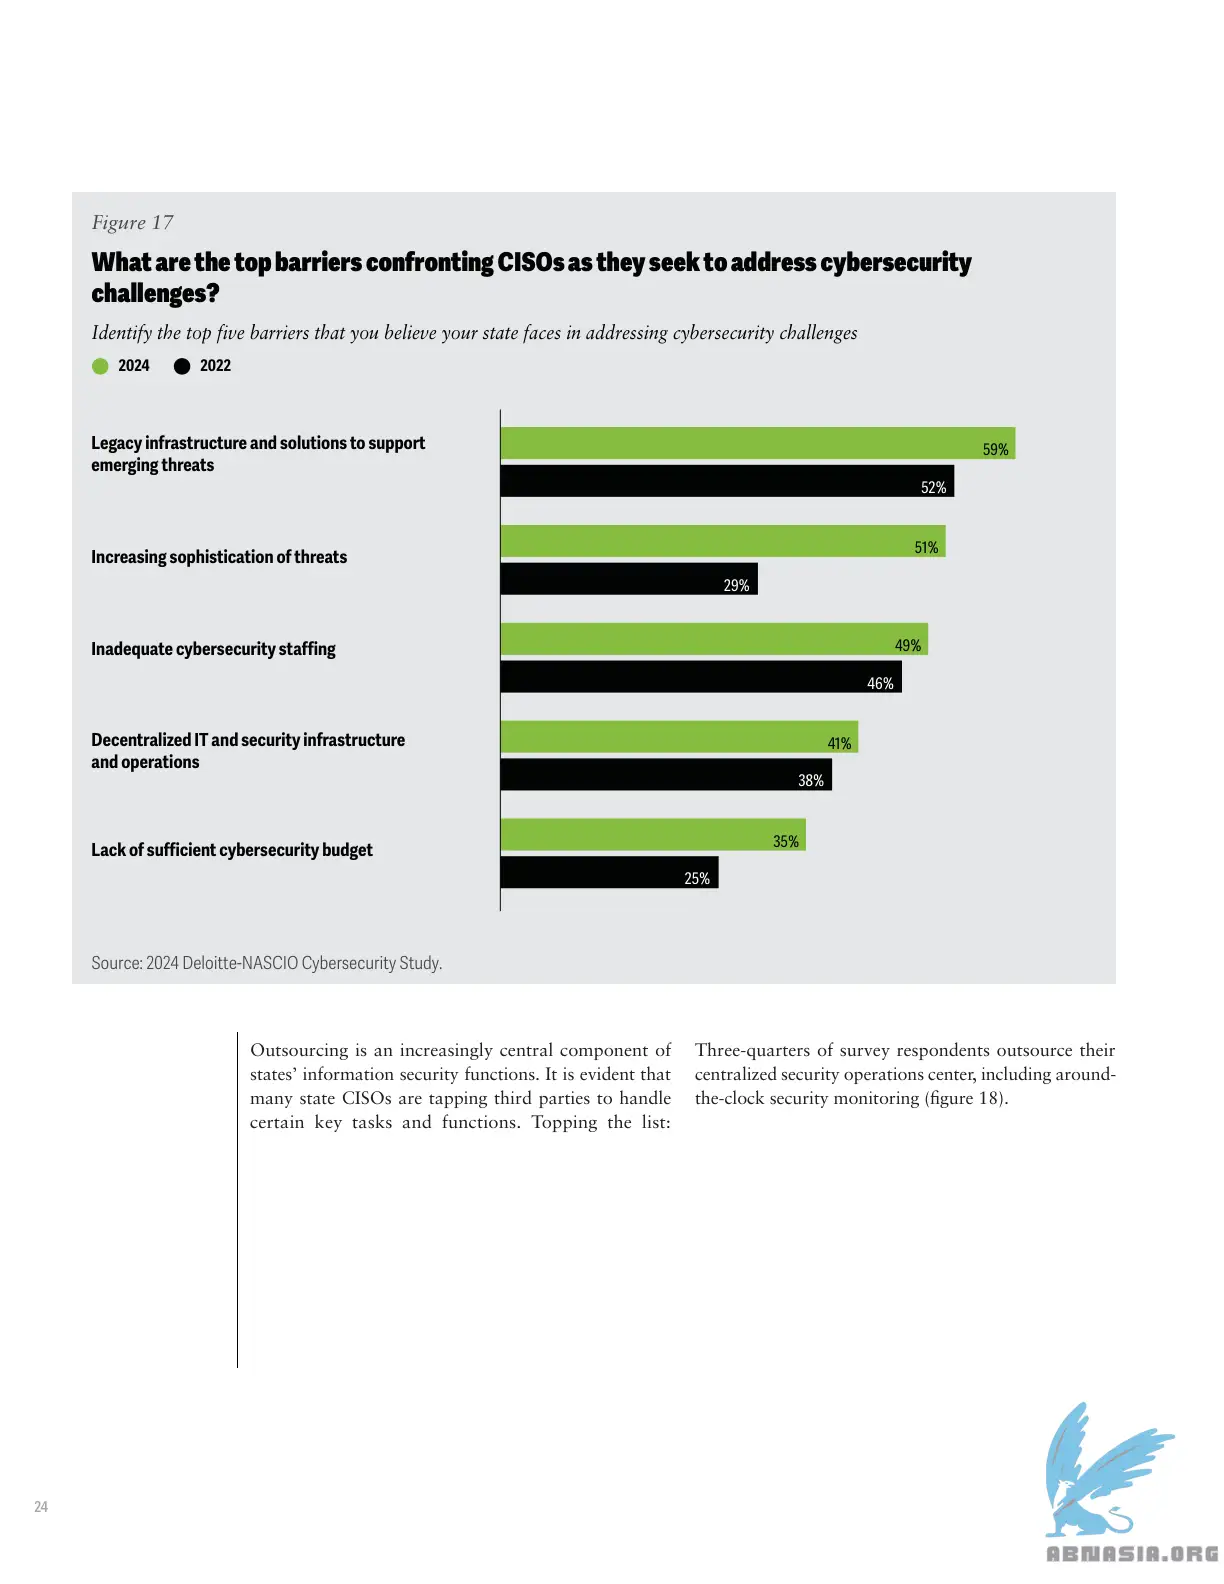 Figure 17
What are the top barriers confronting CISOs as they seek to address cybersecurity
challenges?
Identify the top five barriers that you believe your state faces in addressing cybersecurity challenges
2024 2022
Legacy infrastructure and solutions to support
emerging threats
59%
52%
Increasing sophistication of threats
51%
29%
Inadequate cybersecurity staffing
49%
46%
Decentralized IT and security infrastructure
and operations
41%
38%
Lack of sufficient cybersecurity budget
35%
25%
Source: 2024 Deloitte-NASCIO Cybersecurity Study.
Outsourcing is an increasingly central component of
states’ information security functions. It is evident that
many state CISOs are tapping third parties to handle
certain key tasks and functions. Topping the list:
Three-quarters of survey respondents outsource their
centralized security operations center, including around-
the-clock security monitoring (figure 18).
24
ABNASIA.ORG